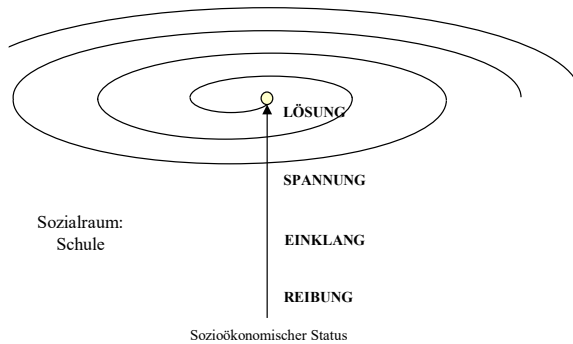 LÖSUNG
SPANNUNG
Sozialraum:
Schule
EINKLANG
REIBUNG
Sozioökonomischer Status